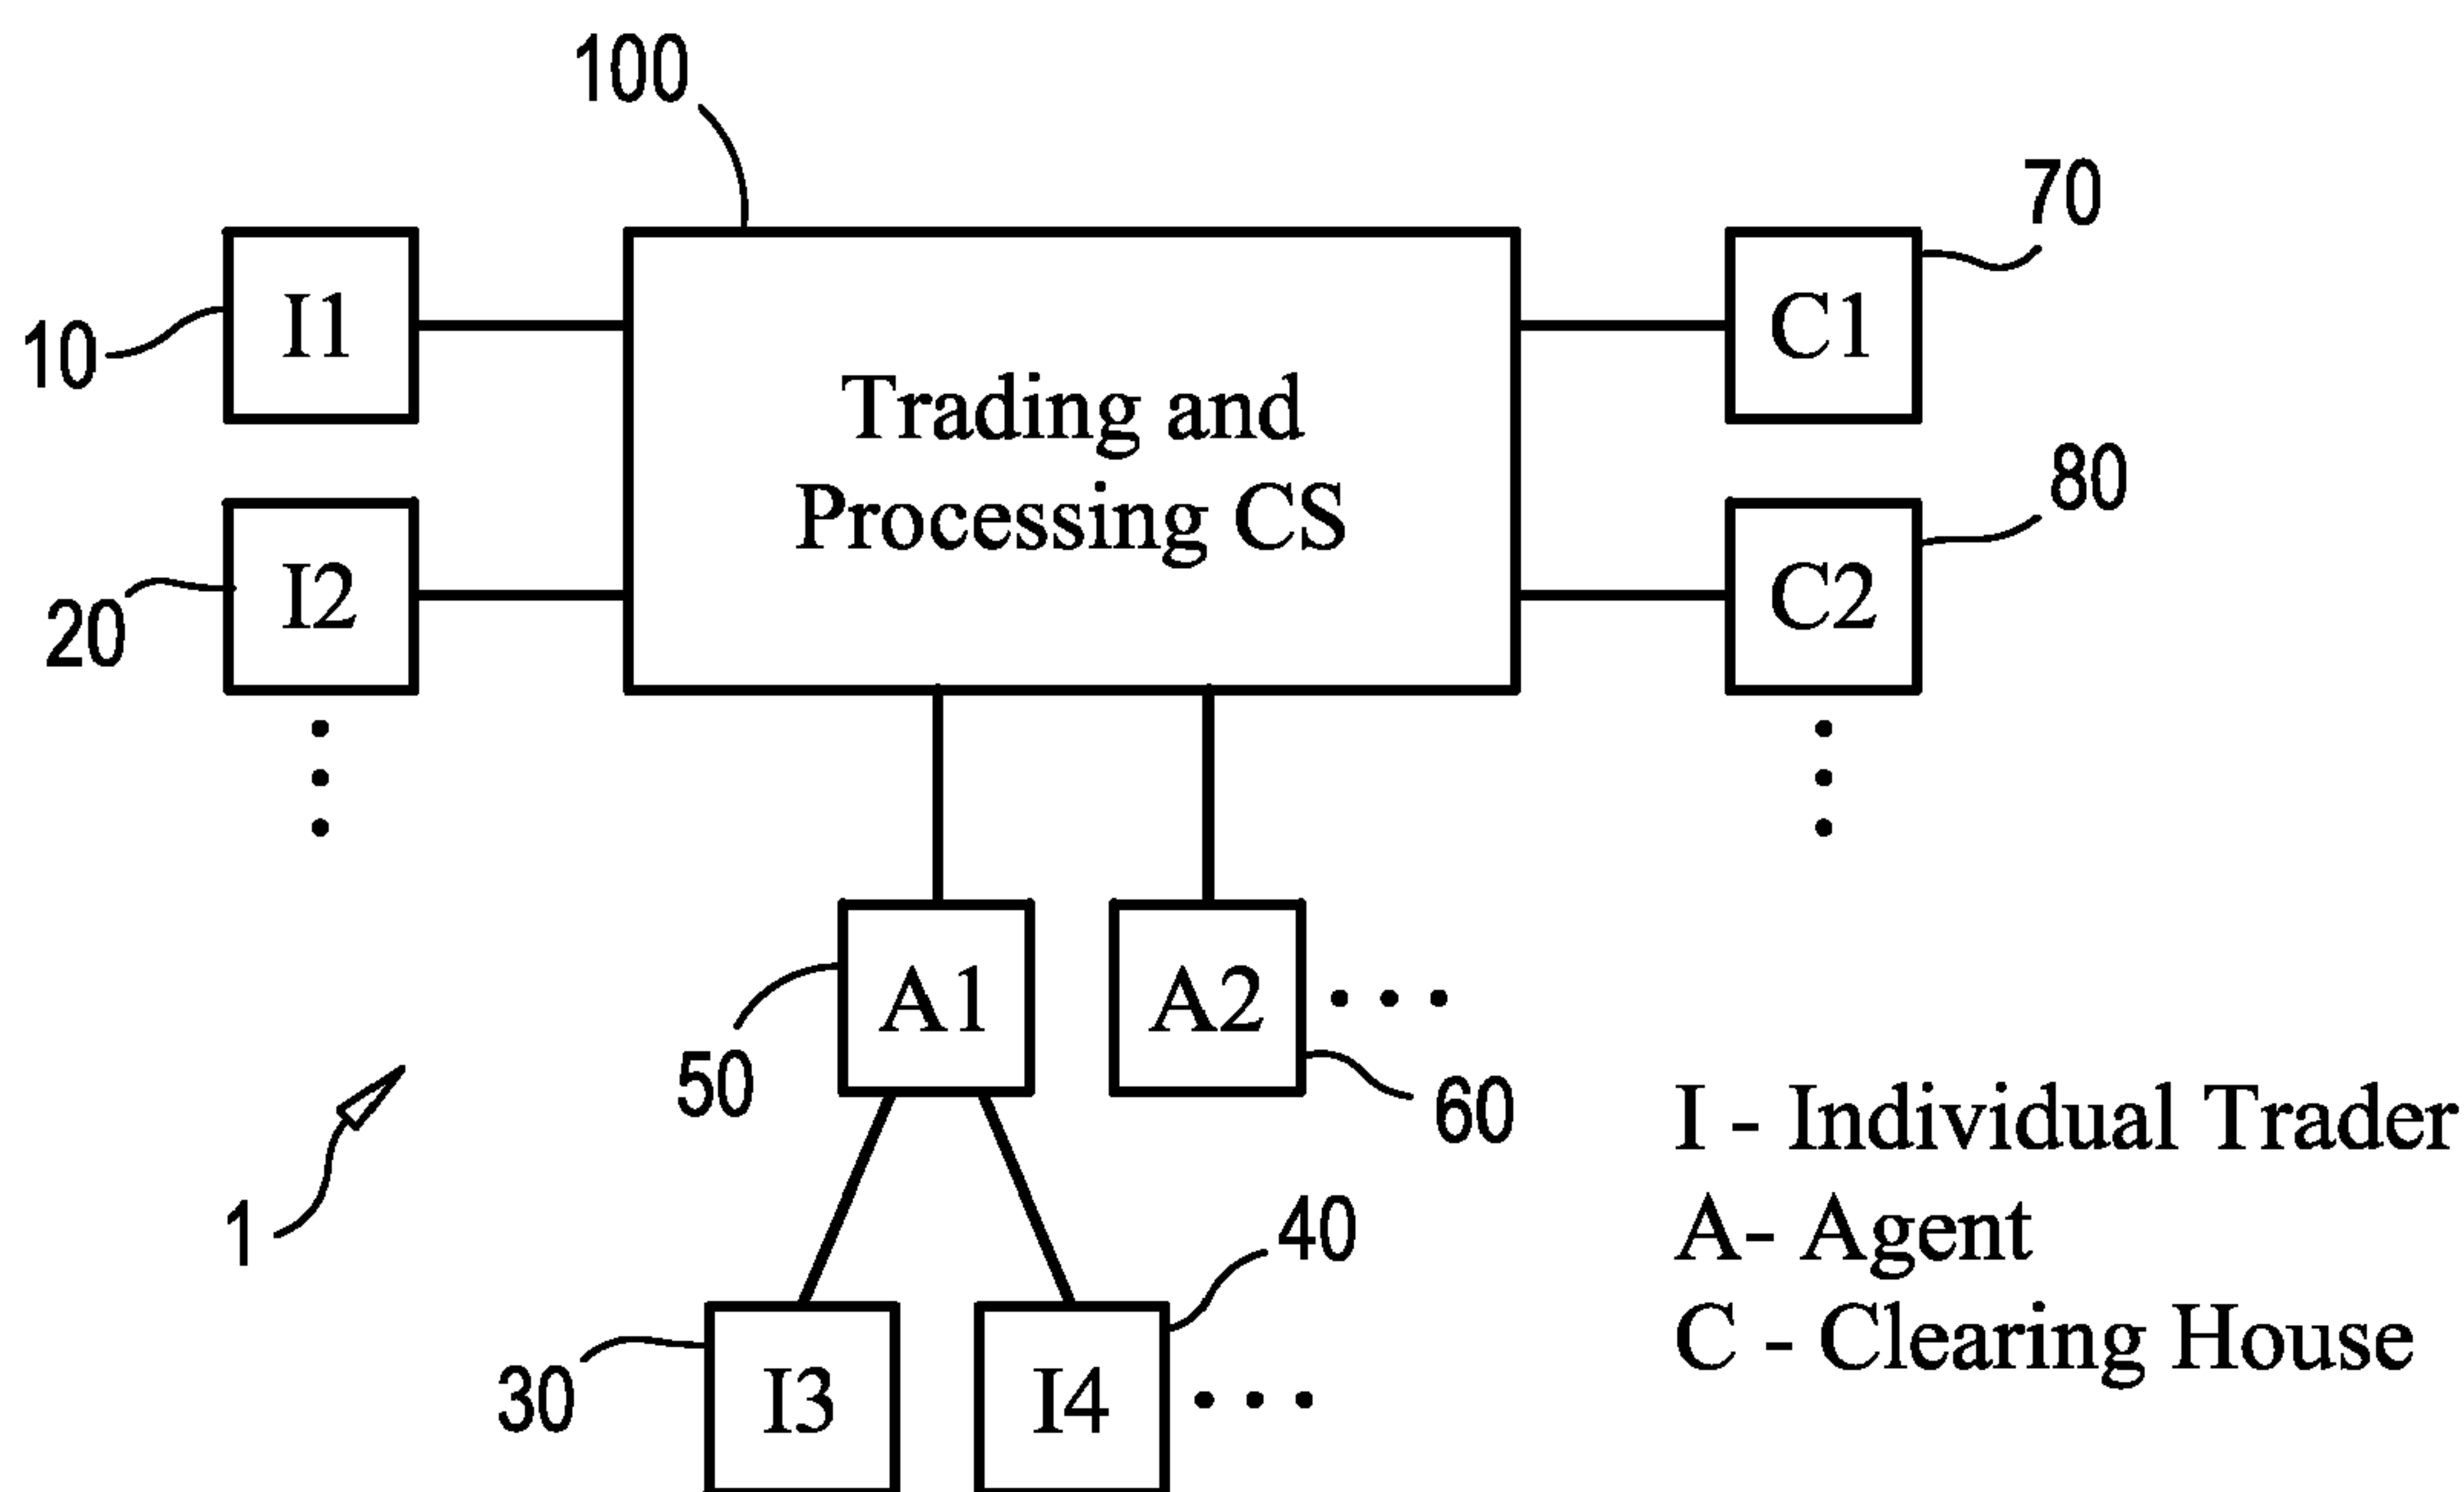 100
70
I1
C1
10
Trading and
Processing CS
80
I2
C2
20
A1
A2
50
60
I - Individual Trader
1
40
A- Agent
C - Clearing House
30
I3
I4